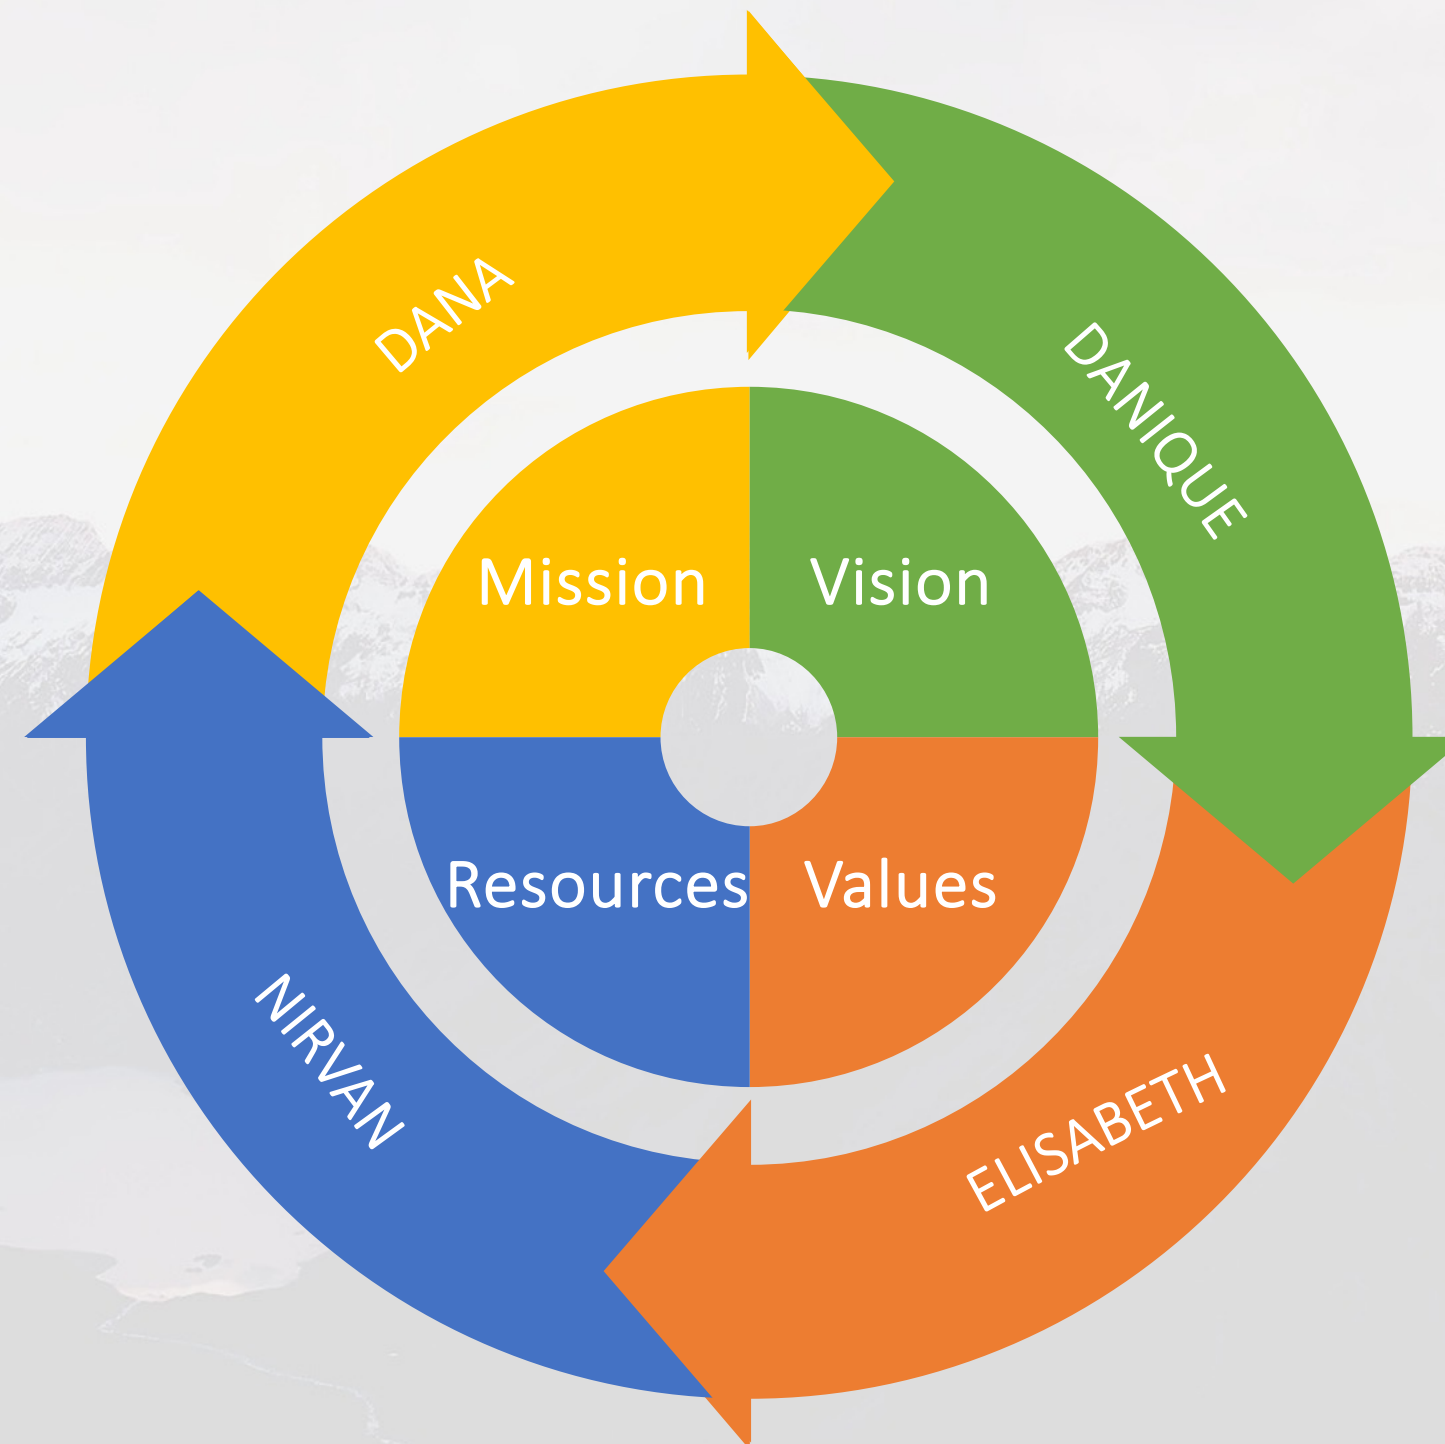 DANA
DANIQUE
Mission
Vision
Resources
Values
NIRVAN
ELISABETH